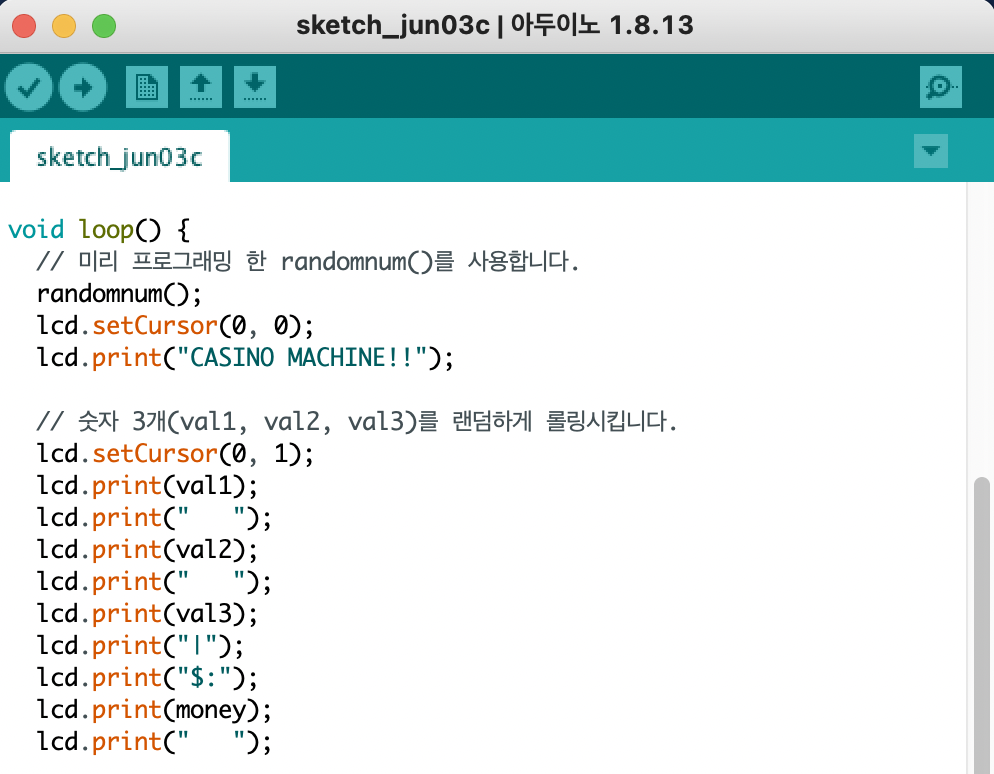 sketch_jun03c | 아두이노 1.8.13
sketch_jun03c
void loop() {
  // 미리 프로그래밍 한 randomnum()를 사용합니다.
  randomnum();
  lcd.setCursor(0, 0);
  lcd.print("CASINO MACHINE!!");

  // 숫자 3개(val1, val2, val3)를 랜덤하게 롤링시킵니다.
  lcd.setCursor(0, 1);
  lcd.print(val1);
  lcd.print("   ");
  lcd.print(val2);
  lcd.print("   ");
  lcd.print(val3);
  lcd.print("|");
  lcd.print("$:");
  lcd.print(money);
  lcd.print("   ");